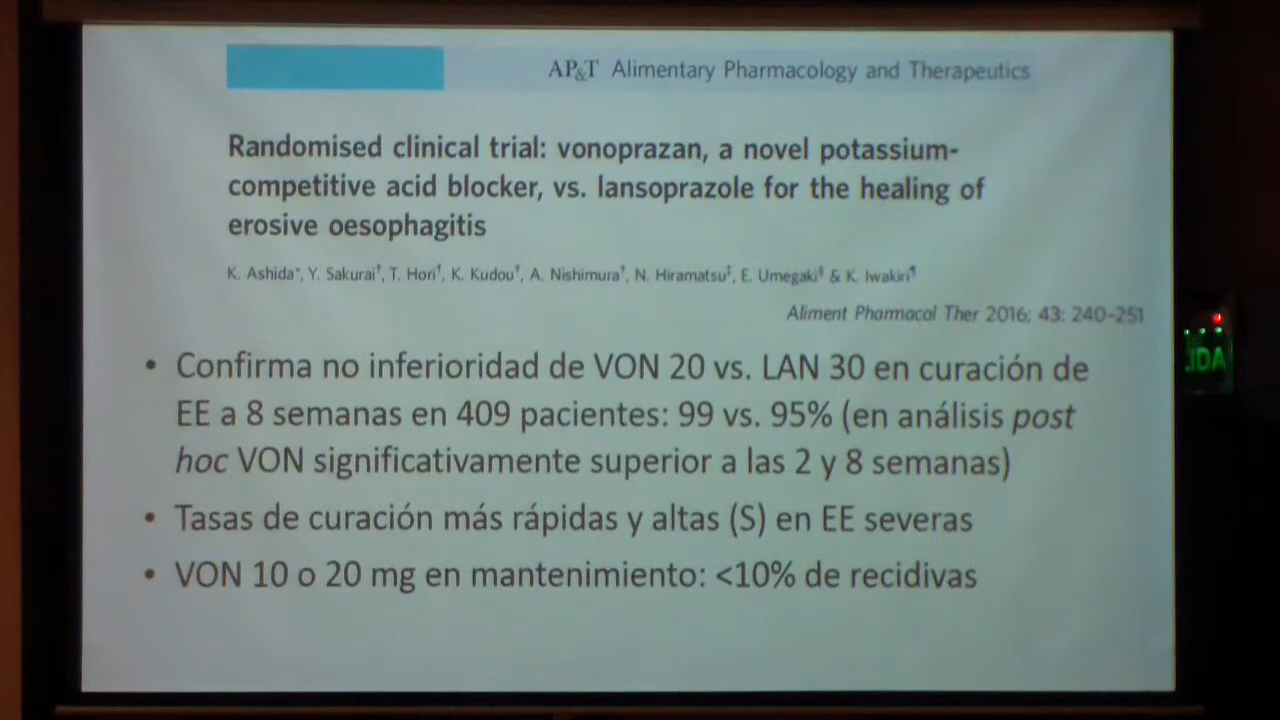 AP&T Alimentary Pharmacology and Therapeutics
Randomised clinical trial: vonoprazan, a novel potassium-
competitive acid blocker, vs. lansoprazole for the healing of
erosive oesophagitis
K. Ashida*, Y. Sakurai†, T. Hori†, K. Kudou†, A. Nishimura†, N. Hiramatsu‡, E. Umegaki§ & K. Iwakiri¶
Aliment Pharmacol Ther 2016; 43: 240–251
• Confirma no inferioridad de VON 20 vs. LAN 30 en curación de
EE a 8 semanas en 409 pacientes: 99 vs. 95% (en análisis post
hoc VON significativamente superior a las 2 y 8 semanas)
• Tasas de curación más rápidas y altas (S) en EE severas
• VON 10 o 20 mg en mantenimiento: <10% de recidivas
IDA